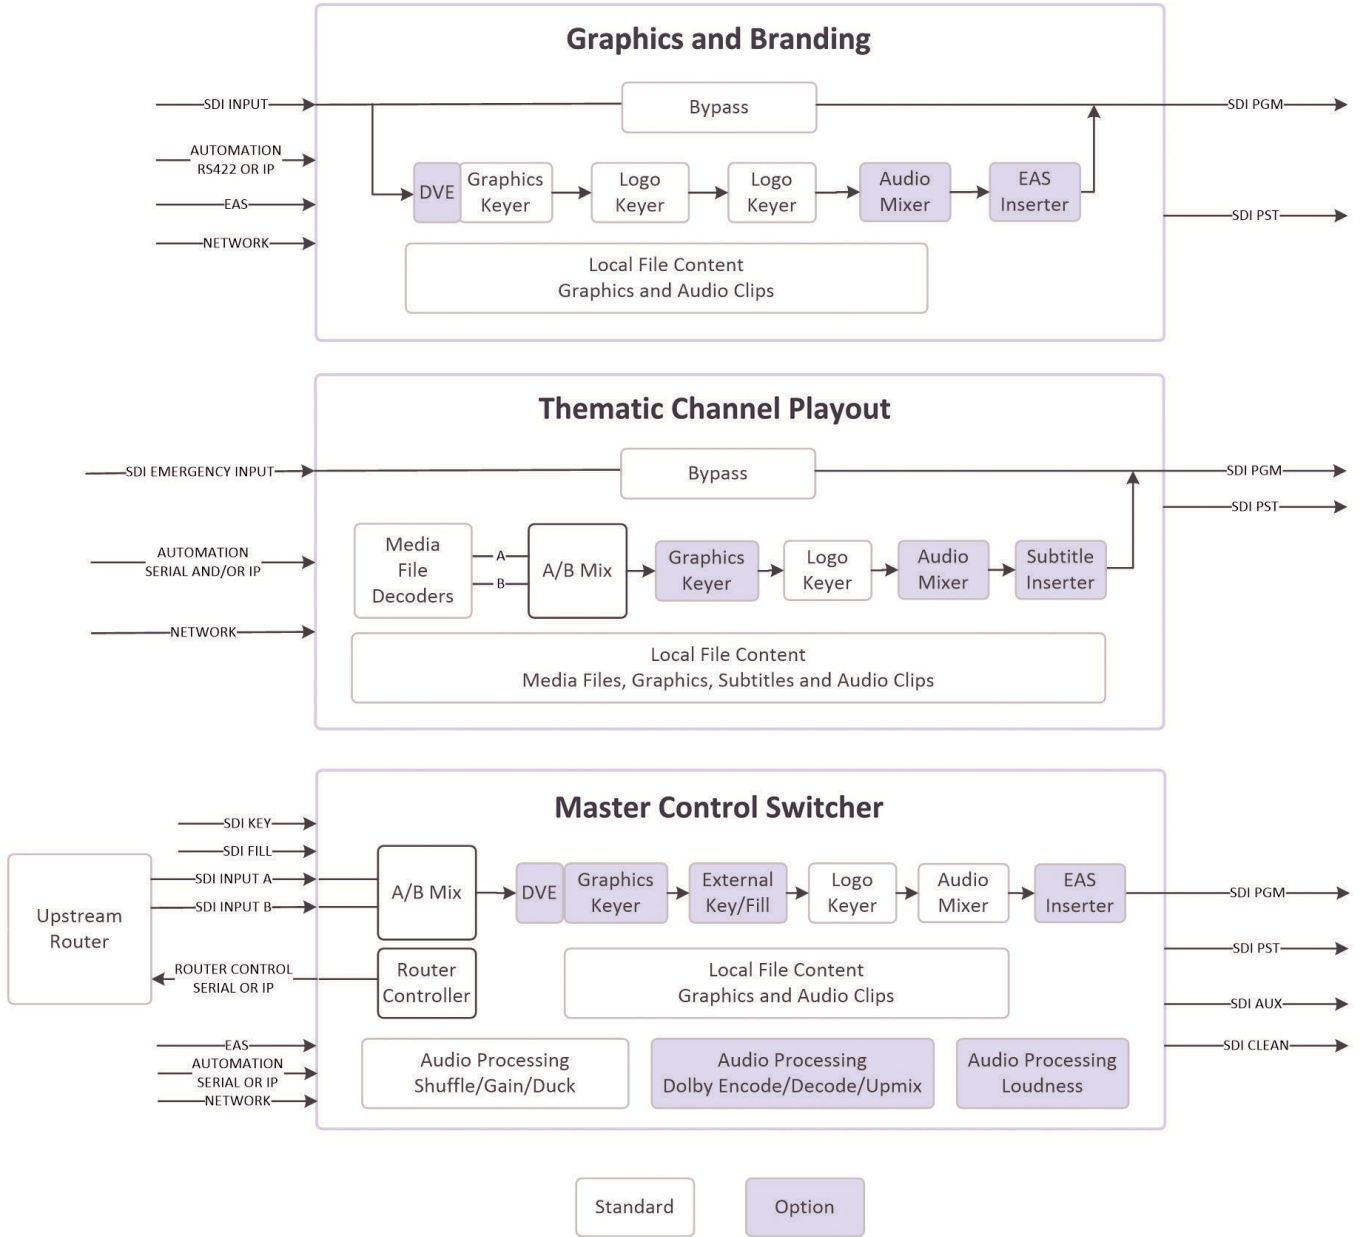 Graphics and Branding
SDI INPUT
Bypass
SDI PGM
AUTOMATION
RS422 OR IP
DVE
Graphics
Keyer
Logo
Keyer
Logo
Keyer
Audio
Mixer
EAS
Inserter
EAS
SDI PST
NETWORK
Local File Content
Graphics and Audio Clips
Thematic Channel Playout
SDI EMERGENCY INPUT
Bypass
SDI PGM
SDI PST
AUTOMATION
SERIAL AND/OR IP
Media
File
Decoders
A
B
A/B Mix
Graphics
Keyer
Logo
Keyer
Audio
Mixer
Subtitle
Inserter
NETWORK
Local File Content
Media Files, Graphics, Subtitles and Audio Clips
Master Control Switcher
SDI KEY
SDI FILL
SDI INPUT A
SDI INPUT B
Upstream
Router
A/B Mix
DVE
Graphics
Keyer
External
Key/Fill
Logo
Keyer
Audio
Mixer
EAS
Inserter
SDI PGM
SDI PST
ROUTER CONTROL
SERIAL OR IP
Router
Controller
Local File Content
Graphics and Audio Clips
SDI AUX
SDI CLEAN
EAS
AUTOMATION
SERIAL OR IP
NETWORK
Audio Processing
Shuffle/Gain/Duck
Audio Processing
Dolby Encode/Decode/Upmix
Audio Processing
Loudness
Standard
Option